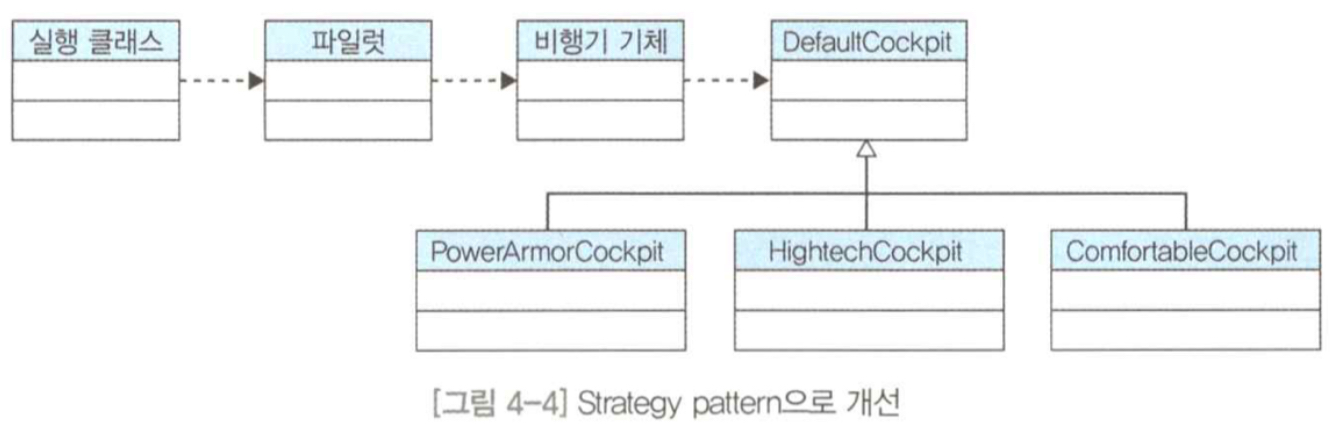 실행 클래스
파일럿
비행기 기체
DefaultCockpit
PowerArmorCockpit
HightechCockpit
ComfortableCockpit
[그림 4-4] Strategy pattern으로 개선